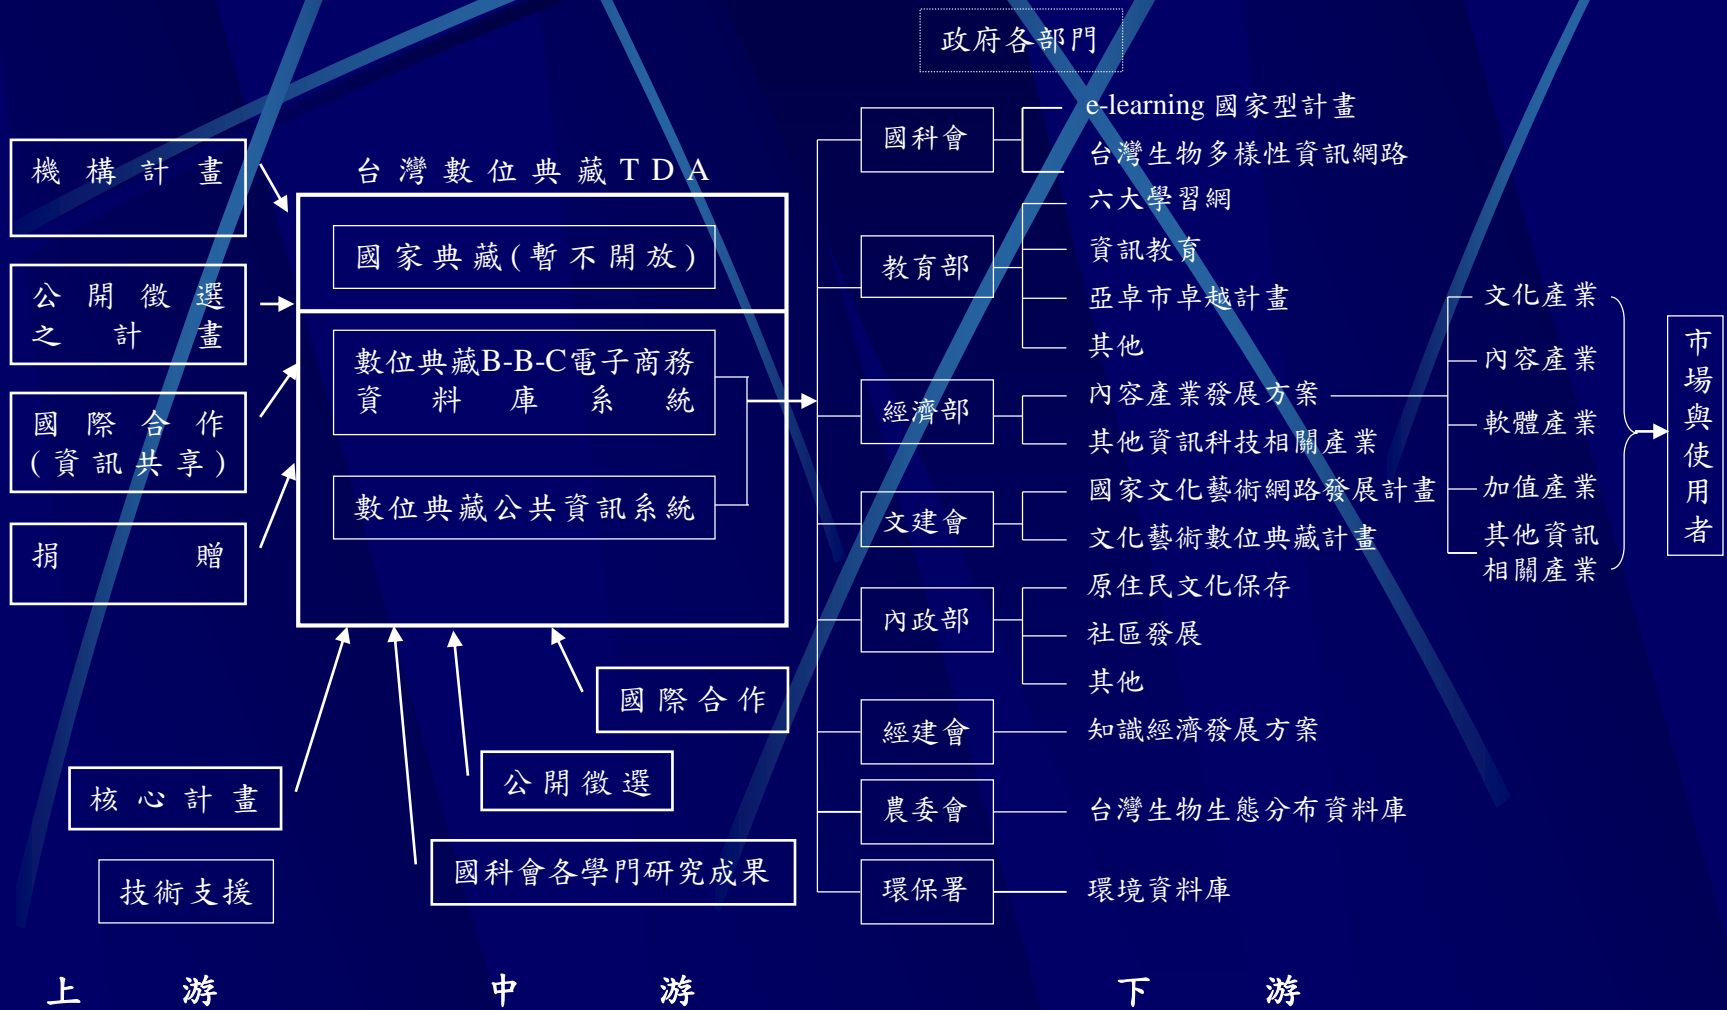 政府各部門
機構計畫
公開徵選
之計畫
國際合作
(資訊共享)
捐贈
台灣數位典藏TDA
國家典藏(暫不開放)
數位典藏B-B-C電子商務
資料庫系統
數位典藏公共資訊系統
國際合作
公開徵選
核心計畫
國科會各學門研究成果
技術支援
國科會
e-learning 國家型計畫
台灣生物多樣性資訊網路
教育部
六大學習網
資訊教育
亞卓市卓越計畫
其他
經濟部
內容產業發展方案
其他資訊科技相關產業
文建會
國家文化藝術網路發展計畫
文化藝術數位典藏計畫
內政部
原住民文化保存
社區發展
其他
經建會
知識經濟發展方案
農委會
台灣生物生態分布資料庫
環保署
環境資料庫
文化產業
內容產業
軟體產業
加值產業
其他資訊
相關產業
市場與使用者
上游
中游
下游